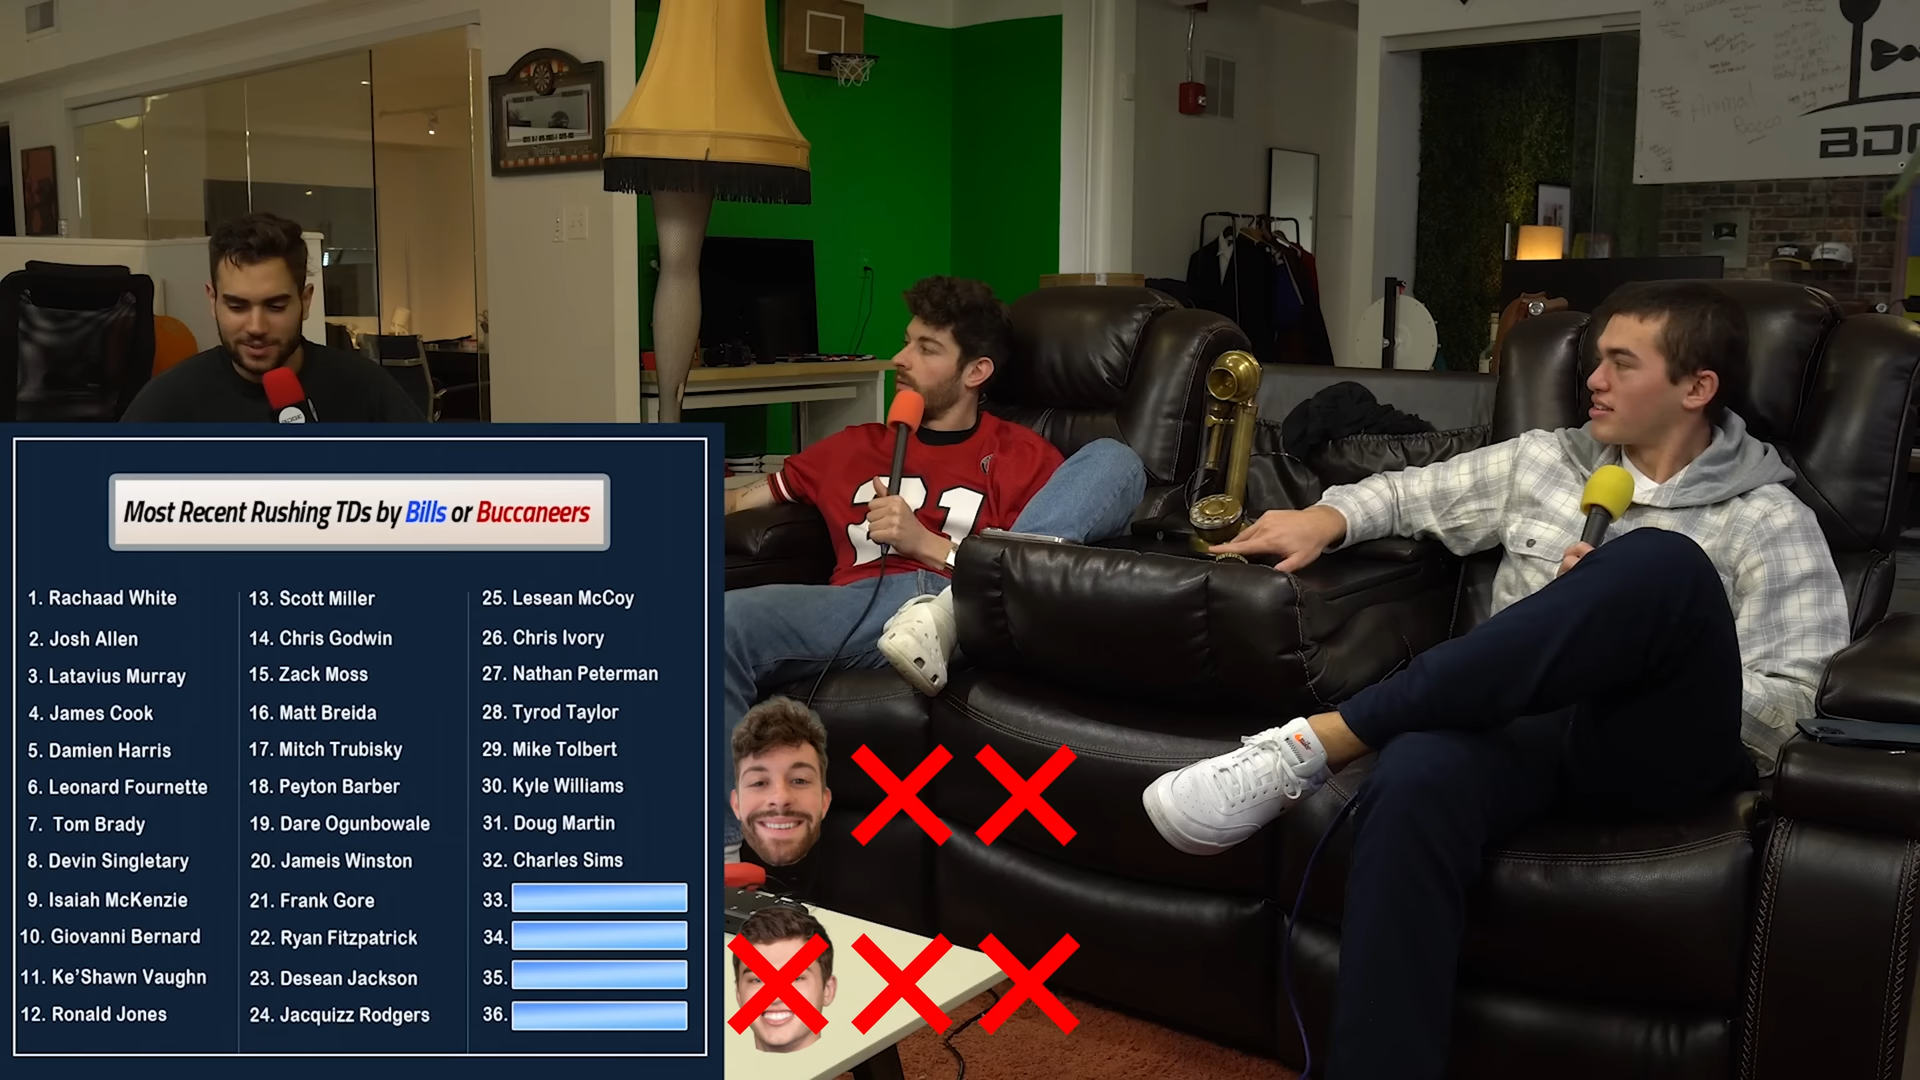 BDG
21
Most Recent Rushing TDs by Bills or Buccaneers
1. Rachaad White
2. Josh Allen
3. Latavius Murray
4. James Cook
5. Damien Harris
6. Leonard Fournette
7. Tom Brady
8. Devin Singletary
9. Isaiah McKenzie
10. Giovanni Bernard
11. Ke'Shawn Vaughn
12. Ronald Jones
13. Scott Miller
14. Chris Godwin
15. Zack Moss
16. Matt Breida
17. Mitch Trubisky
18. Peyton Barber
19. Dare Ogunbowale
20. Jameis Winston
21. Frank Gore
22. Ryan Fitzpatrick
23. Desean Jackson
24. Jacquizz Rodgers
25. Lesean McCoy
26. Chris Ivory
27. Nathan Peterman
28. Tyrod Taylor
29. Mike Tolbert
30. Kyle Williams
31. Doug Martin
32. Charles Sims
33.
34.
35.
36.